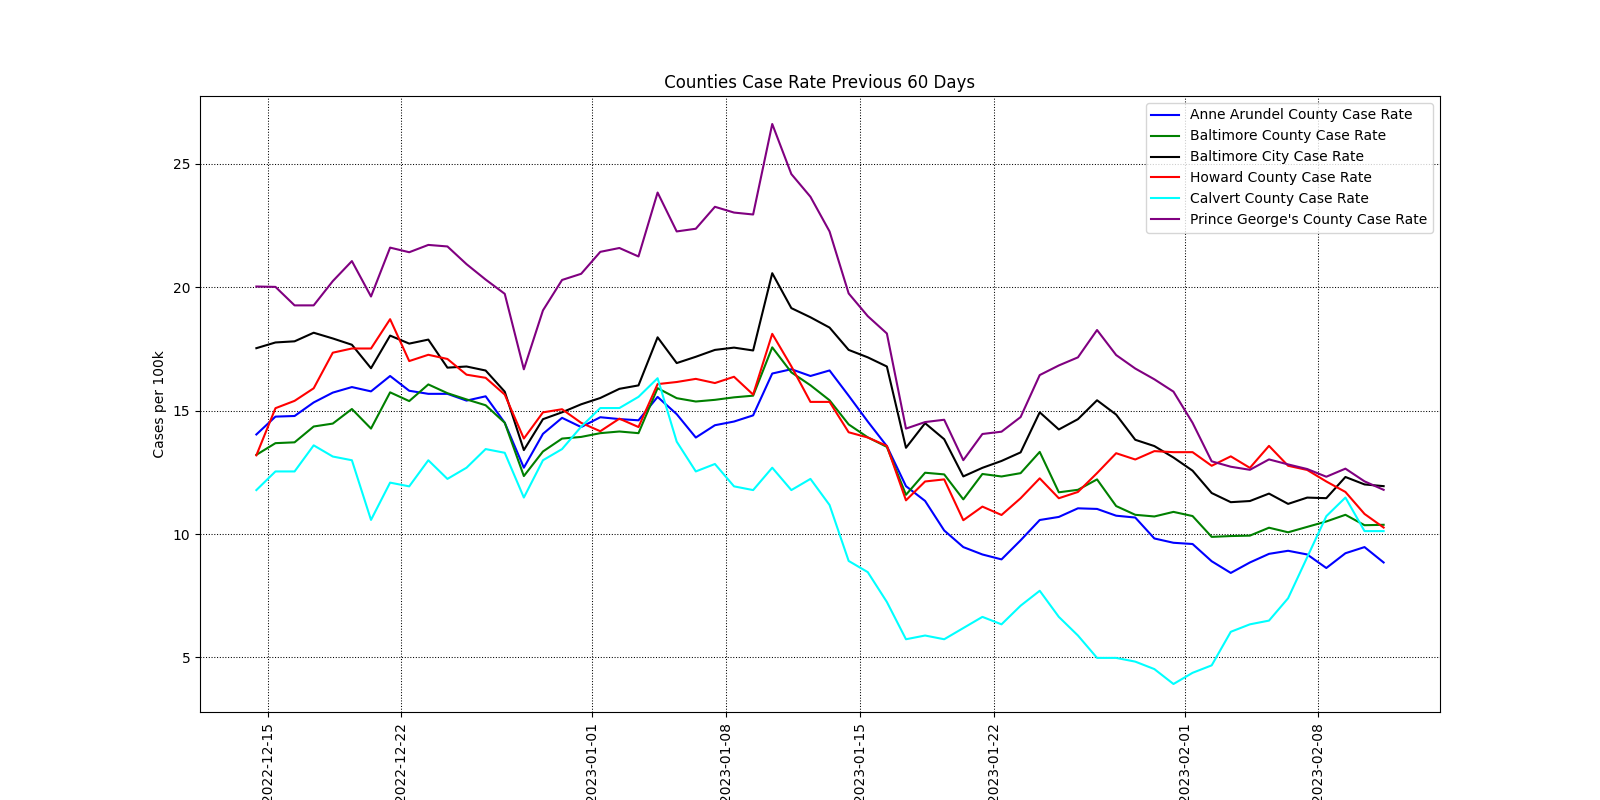 Counties Case Rate Previous 60 Days
Cases per 100k
25
20
15
10
5
Anne Arundel County Case Rate
Baltimore County Case Rate
Baltimore City Case Rate
Howard County Case Rate
Calvert County Case Rate
Prince George's County Case Rate
2022-12-15
2022-12-22
2023-01-01
2023-01-08
2023-01-15
2023-01-22
2023-02-01
2023-02-08